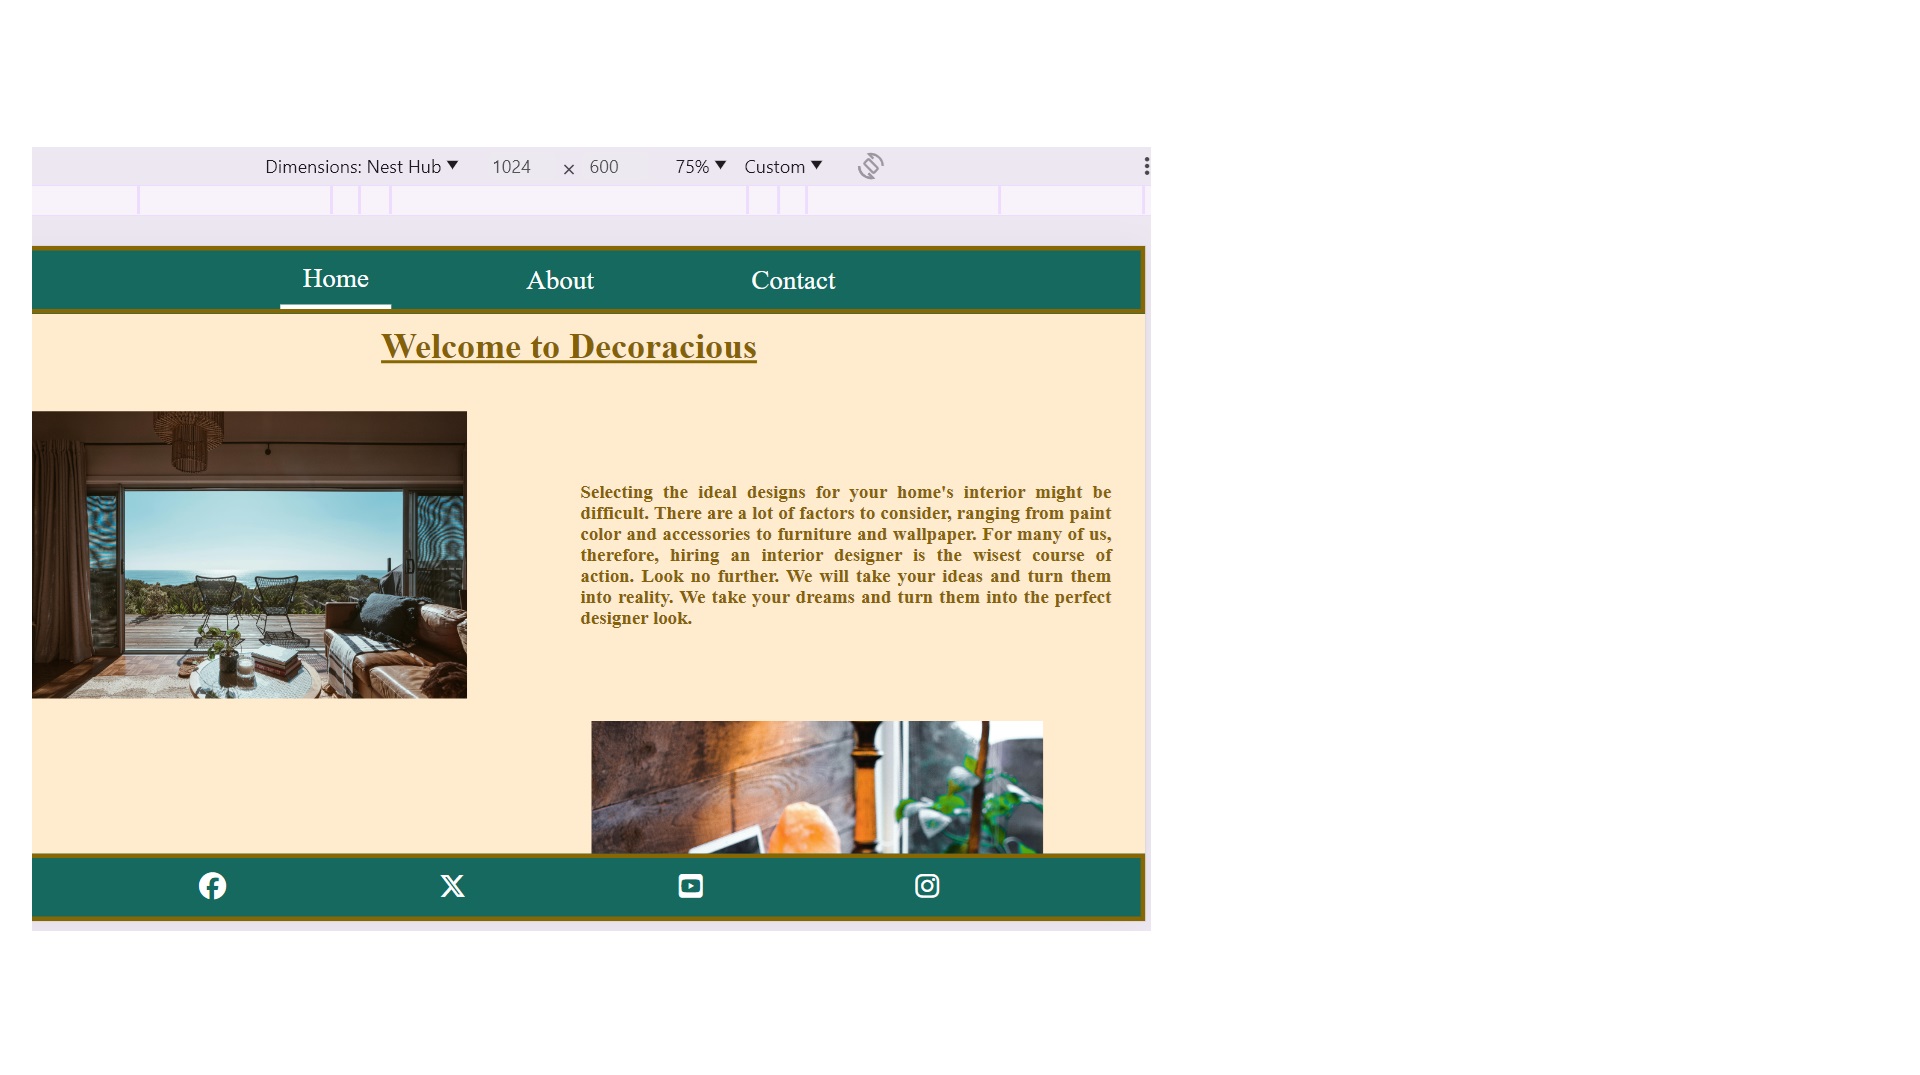 Dimensions: Nest Hub 1024 × 600 75% Custom
Home About Contact
Welcome to Decoracious
Selecting the ideal designs for your home's interior might be
difficult. There are a lot of factors to consider, ranging from paint
color and accessories to furniture and wallpaper. For many of us,
therefore, hiring an interior designer is the wisest course of
action. Look no further. We will take your ideas and turn them
into reality. We take your dreams and turn them into the perfect
designer look.